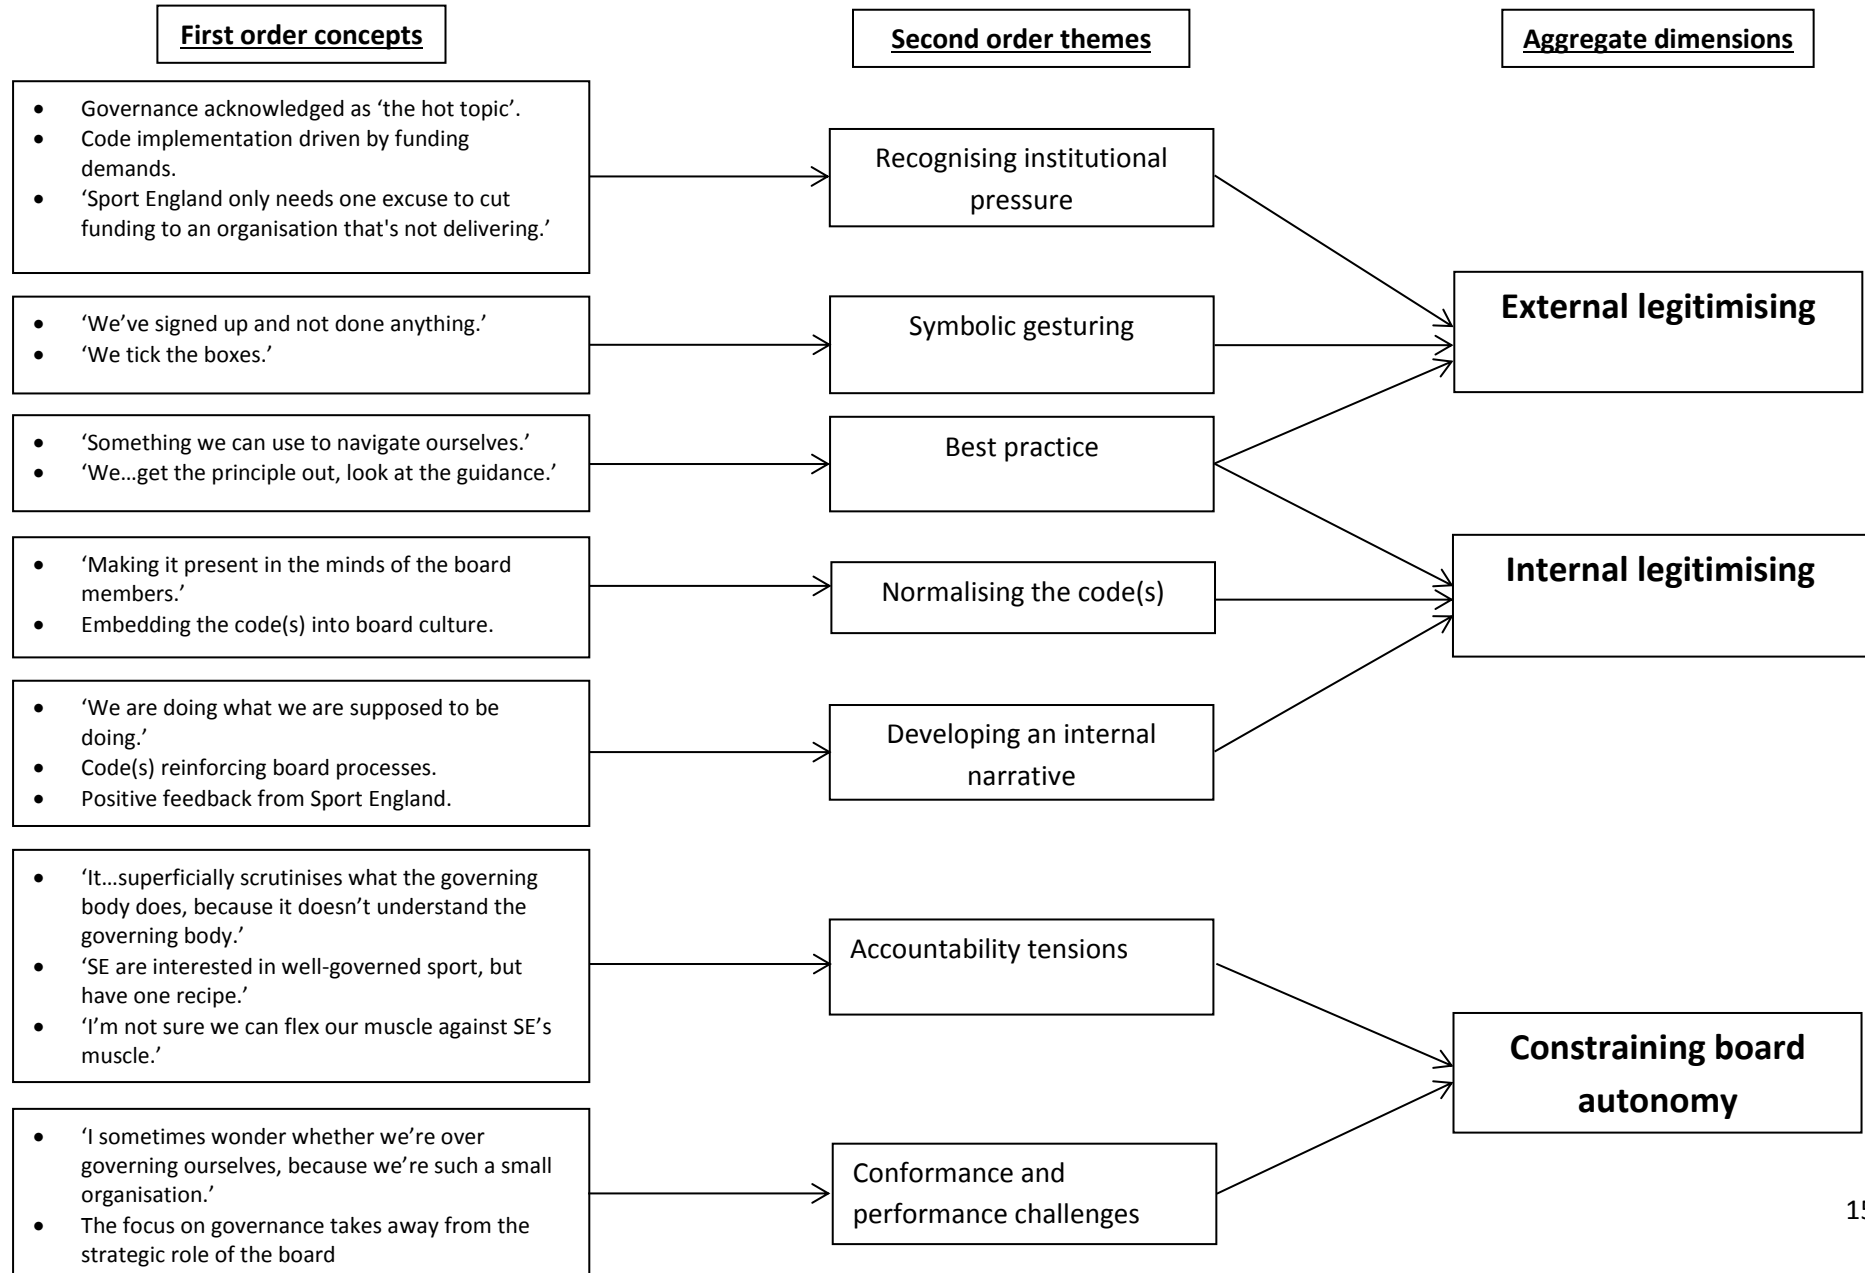 First order concepts
Second order themes
Aggregate dimensions
• Governance acknowledged as ‘the hot topic’.
• Code implementation driven by funding
demands.
• ‘Sport England only needs one excuse to cut
funding to an organisation that's not delivering.’
Recognising institutional
pressure
External legitimising
• ‘We’ve signed up and not done anything.’
• ‘We tick the boxes.’
Symbolic gesturing
• ‘Something we can use to navigate ourselves.’
• ‘We…get the principle out, look at the guidance.’
Best practice
• ‘Making it present in the minds of the board
members.’
• Embedding the code(s) into board culture.
Normalising the code(s)
Internal legitimising
• ‘We are doing what we are supposed to be
doing.’
• Code(s) reinforcing board processes.
• Positive feedback from Sport England.
Developing an internal
narrative
• ‘It…superficially scrutinises what the governing
body does, because it doesn’t understand the
governing body.’
• ‘SE are interested in well-governed sport, but
have one recipe.’
• ‘I’m not sure we can flex our muscle against SE’s
muscle.’
Accountability tensions
Constraining board
autonomy
• ‘I sometimes wonder whether we’re over
governing ourselves, because we’re such a small
organisation.’
• The focus on governance takes away from the
strategic role of the board
Conformance and
performance challenges
15